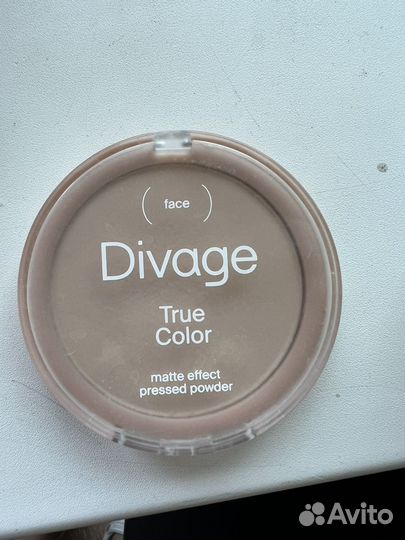 ( face )
Divage
True
Color
matte effect
pressed powder
Avito